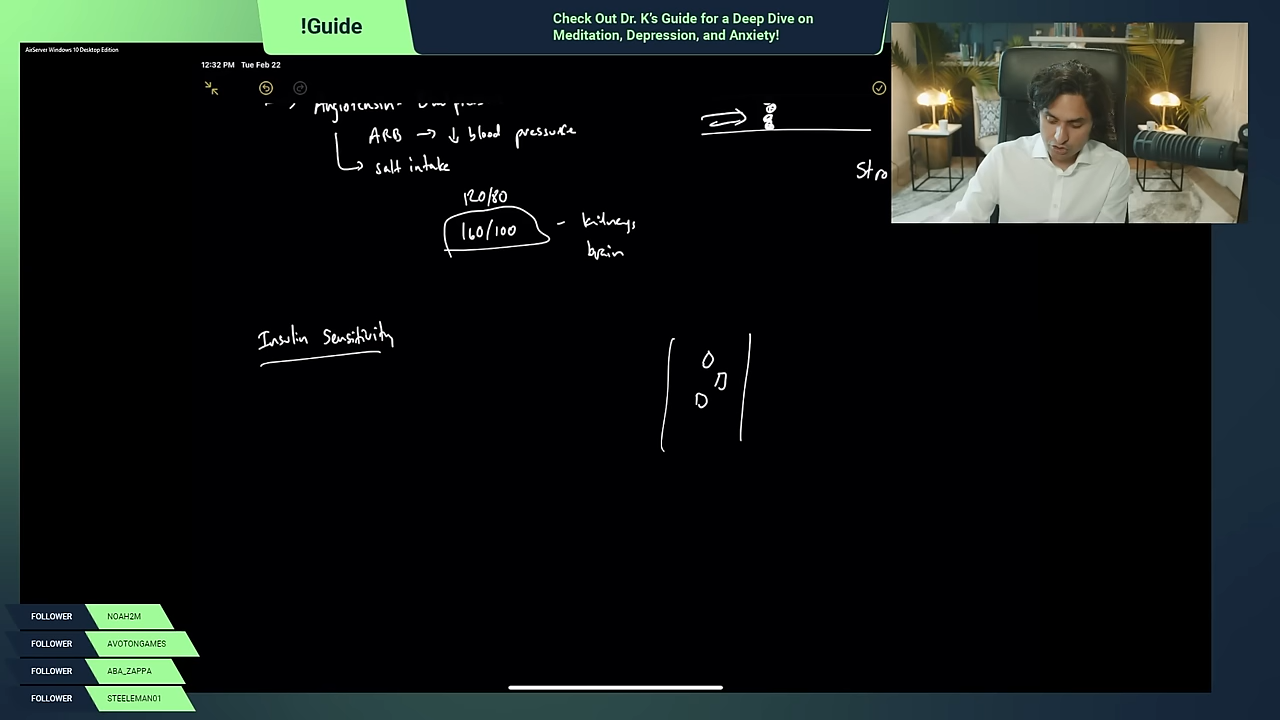 !Guide
Check Out Dr. K's Guide for a Deep Dive on
Meditation, Depression, and Anxiety!
AirServer Windows 10 Desktop Edition
12:32 PM Tue Feb 22
Angiotensin-
ARB → ↓ blood pressure
salt intake
Stro
120/80
160/100 - kidneys
brain
Insulin Sensitivity
FOLLOWER NOAH2M
FOLLOWER AVOTONGAMES
FOLLOWER ABA_ZAPPA
FOLLOWER STEELEMAN01